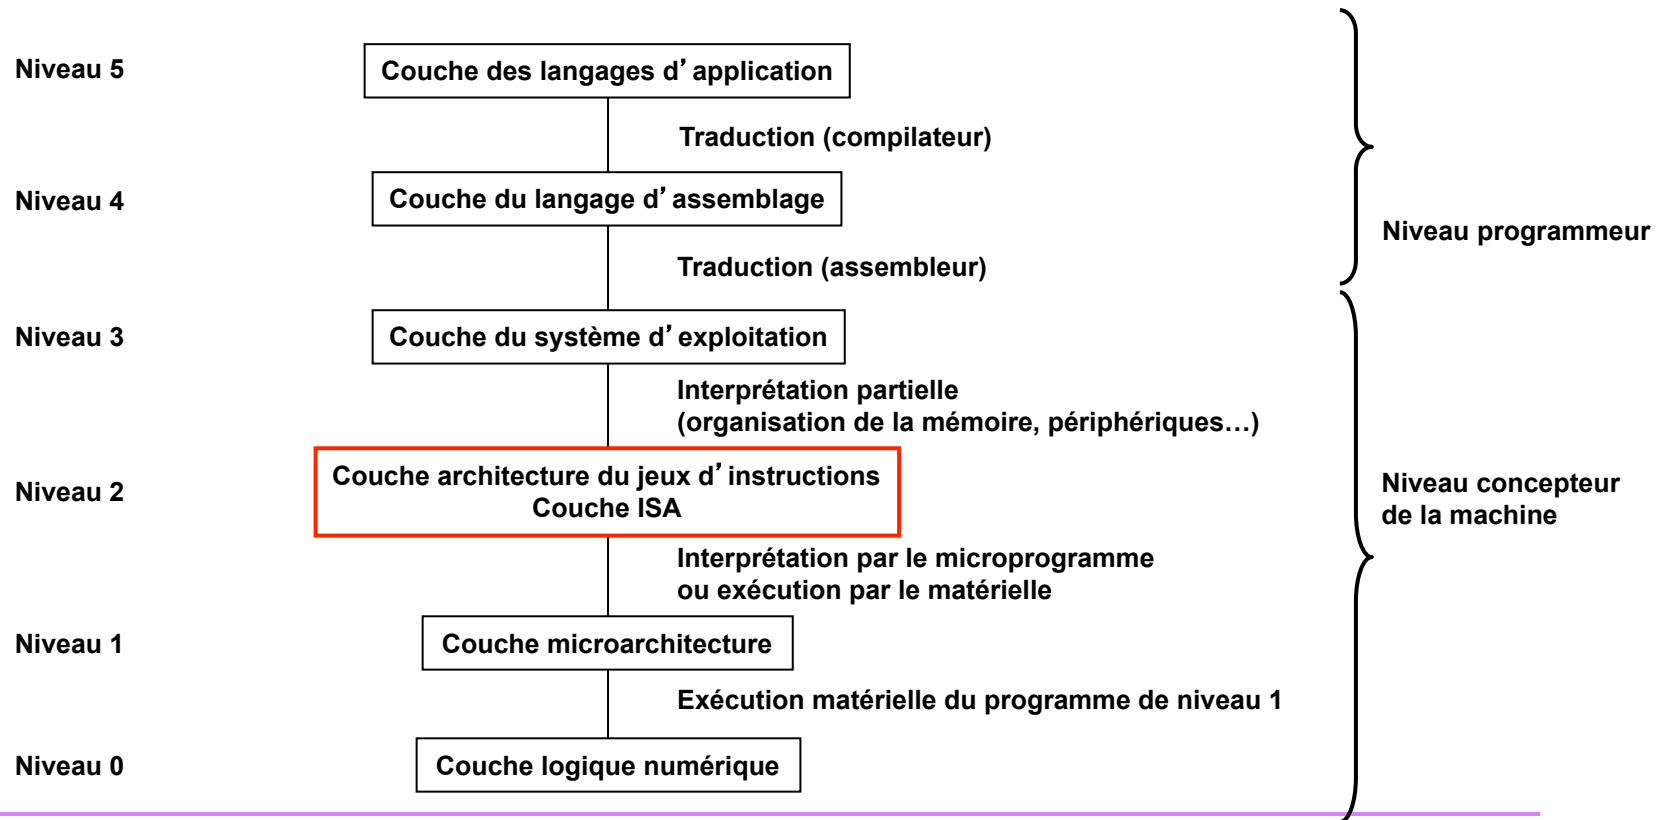 Niveau 5
Couche des langages d’application
Traduction (compilateur)
Niveau 4
Couche du langage d’assemblage
Niveau programmeur
Traduction (assembleur)
Niveau 3
Couche du système d’exploitation
Interprétation partielle
(organisation de la mémoire, périphériques…)
Niveau 2
Couche architecture du jeux d’instructions
Couche ISA
Niveau concepteur
de la machine
Interprétation par le microprogramme
ou exécution par le matérielle
Niveau 1
Couche microarchitecture
Exécution matérielle du programme de niveau 1
Niveau 0
Couche logique numérique